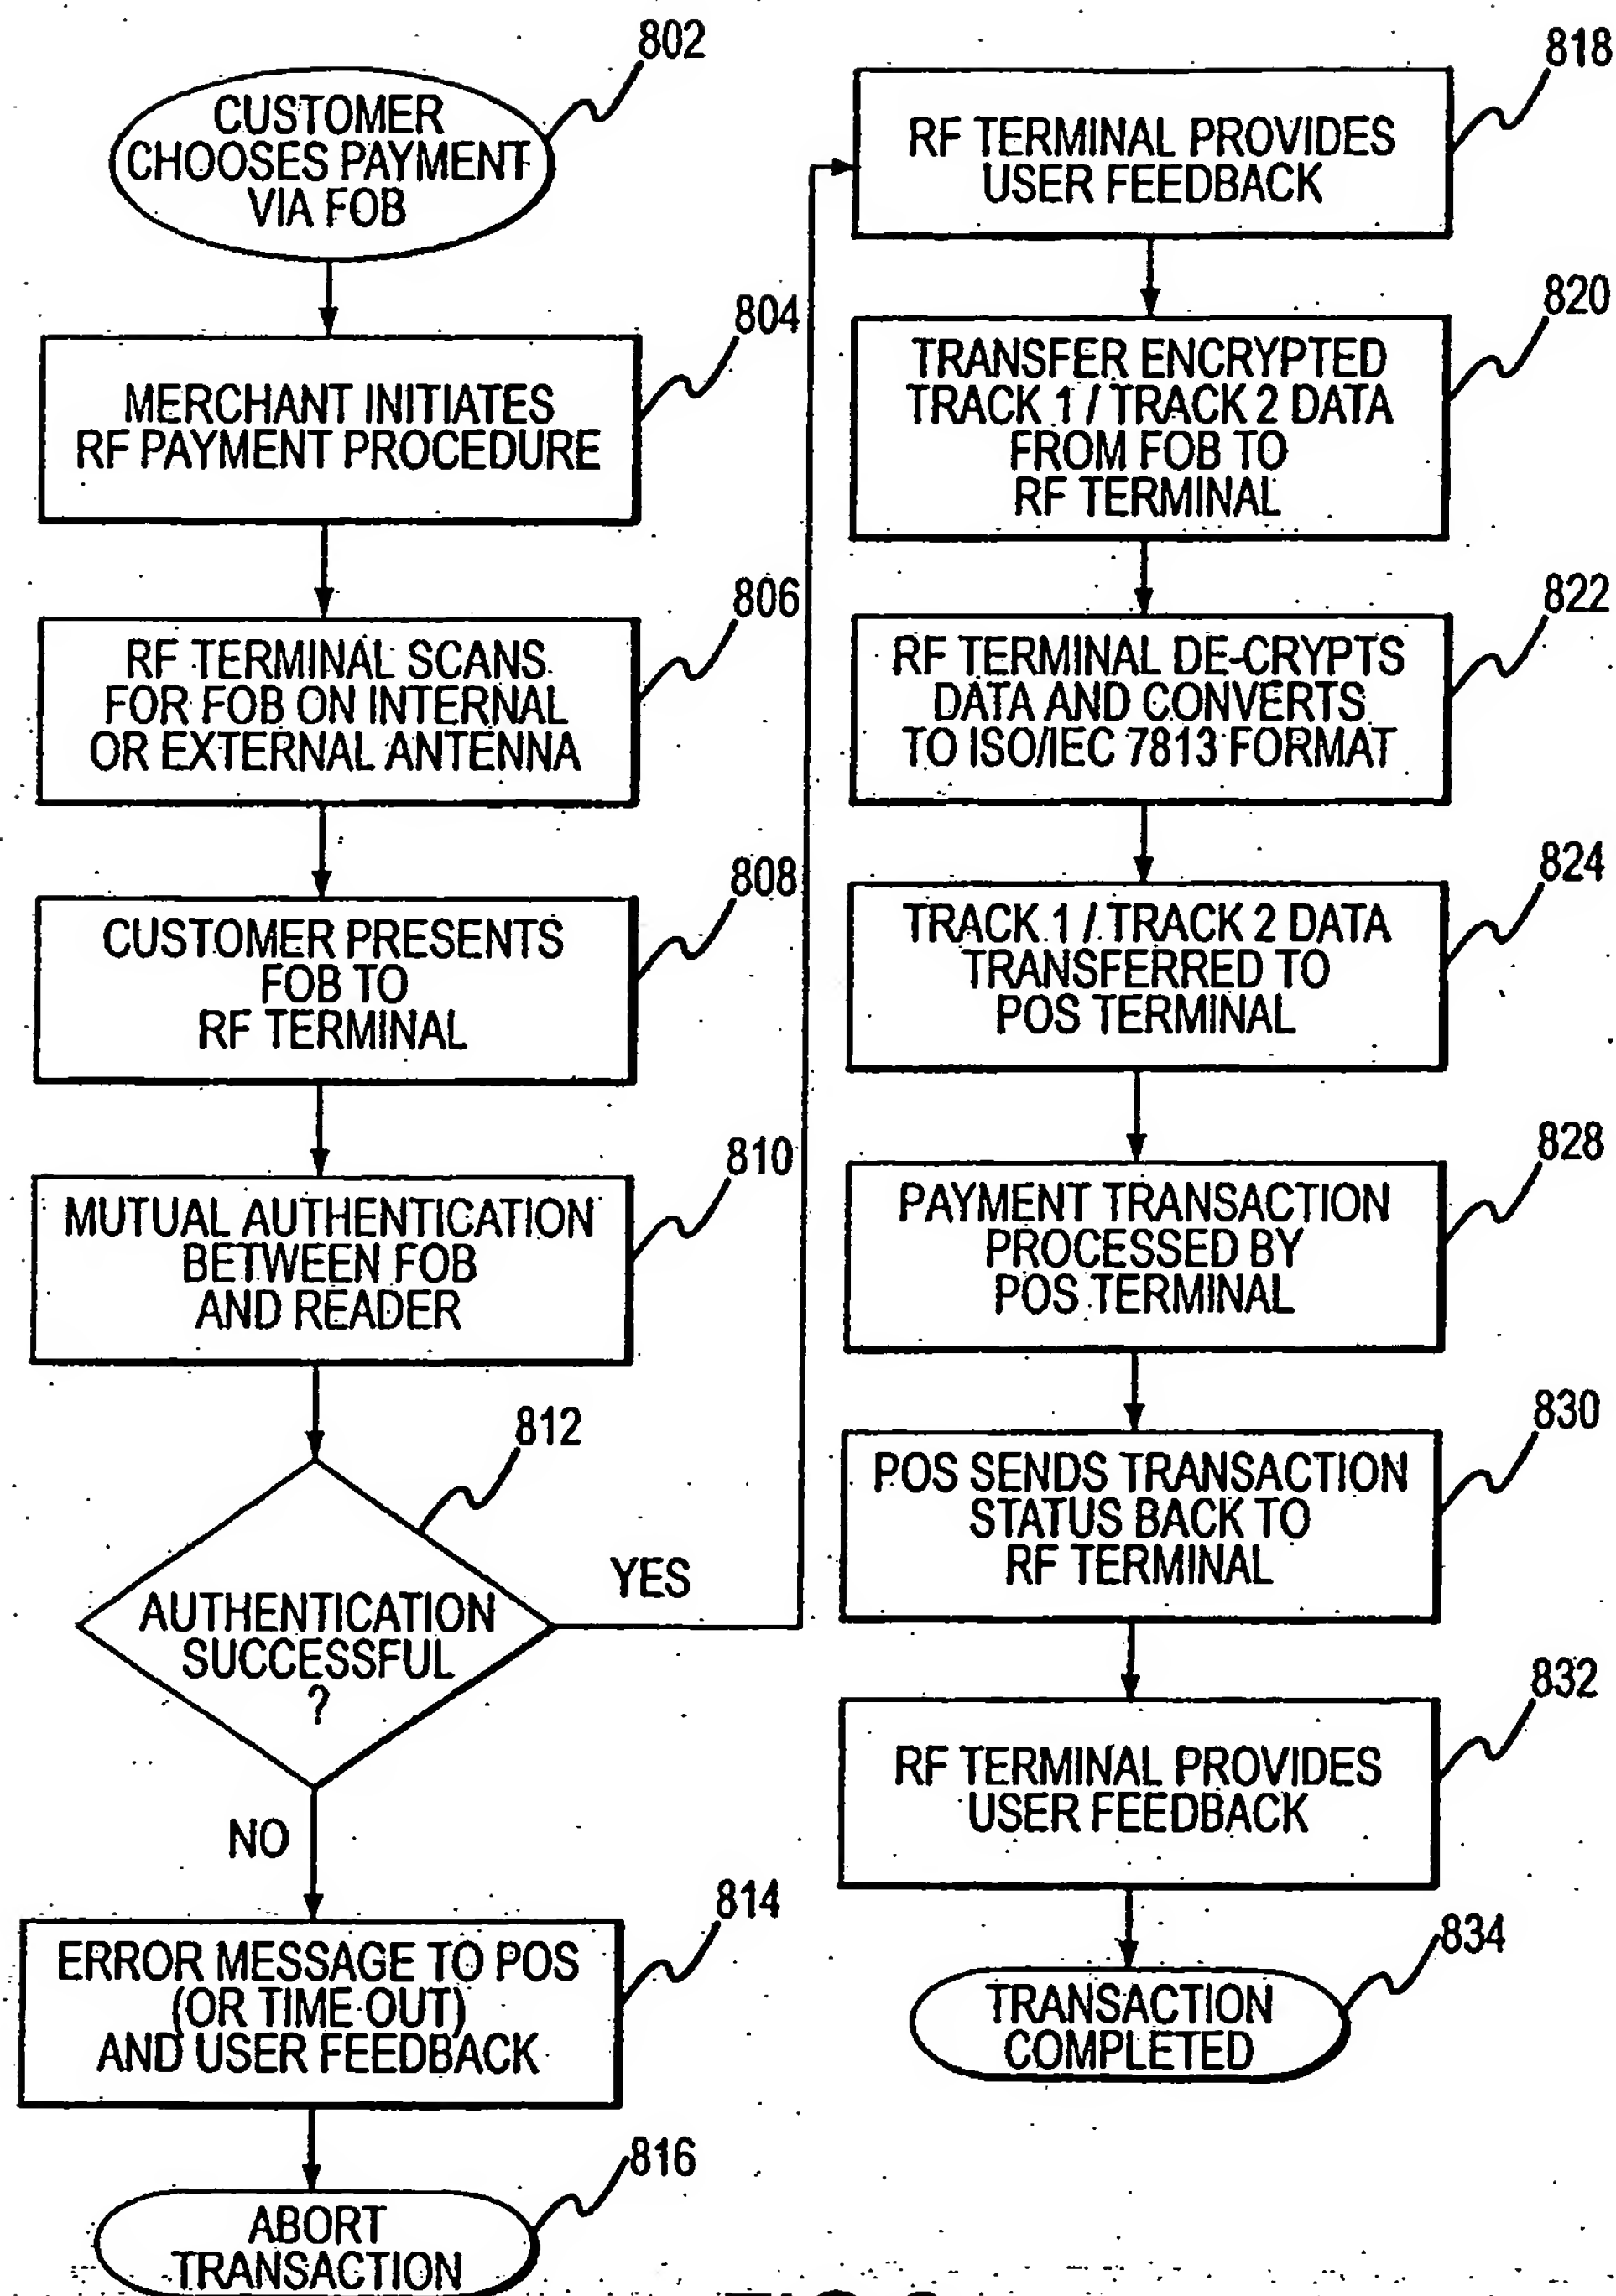 802
CUSTOMER
CHOOSES PAYMENT
VIA FOB
804
MERCHANT INITIATES
RF PAYMENT PROCEDURE
806
RF TERMINAL SCANS
FOR FOB ON INTERNAL
OR EXTERNAL ANTENNA
808
CUSTOMER PRESENTS
FOB TO
RF TERMINAL
810
MUTUAL AUTHENTICATION
BETWEEN FOB
AND READER
812
AUTHENTICATION
SUCCESSFUL
?
YES
NO
814
ERROR MESSAGE TO POS
(OR TIME OUT)
AND USER FEEDBACK
816
ABORT
TRANSACTION
818
RF TERMINAL PROVIDES
USER FEEDBACK
820
TRANSFER ENCRYPTED
TRACK 1 / TRACK 2 DATA
FROM FOB TO
RF TERMINAL
822
RF TERMINAL DE-CRYPTS
DATA AND CONVERTS
TO ISO/IEC 7813 FORMAT
824
TRACK 1 / TRACK 2 DATA
TRANSFERRED TO
POS TERMINAL
828
PAYMENT TRANSACTION
PROCESSED BY
POS TERMINAL
830
POS SENDS TRANSACTION
STATUS BACK TO
RF TERMINAL
832
RF TERMINAL PROVIDES
USER FEEDBACK
834
TRANSACTION
COMPLETED